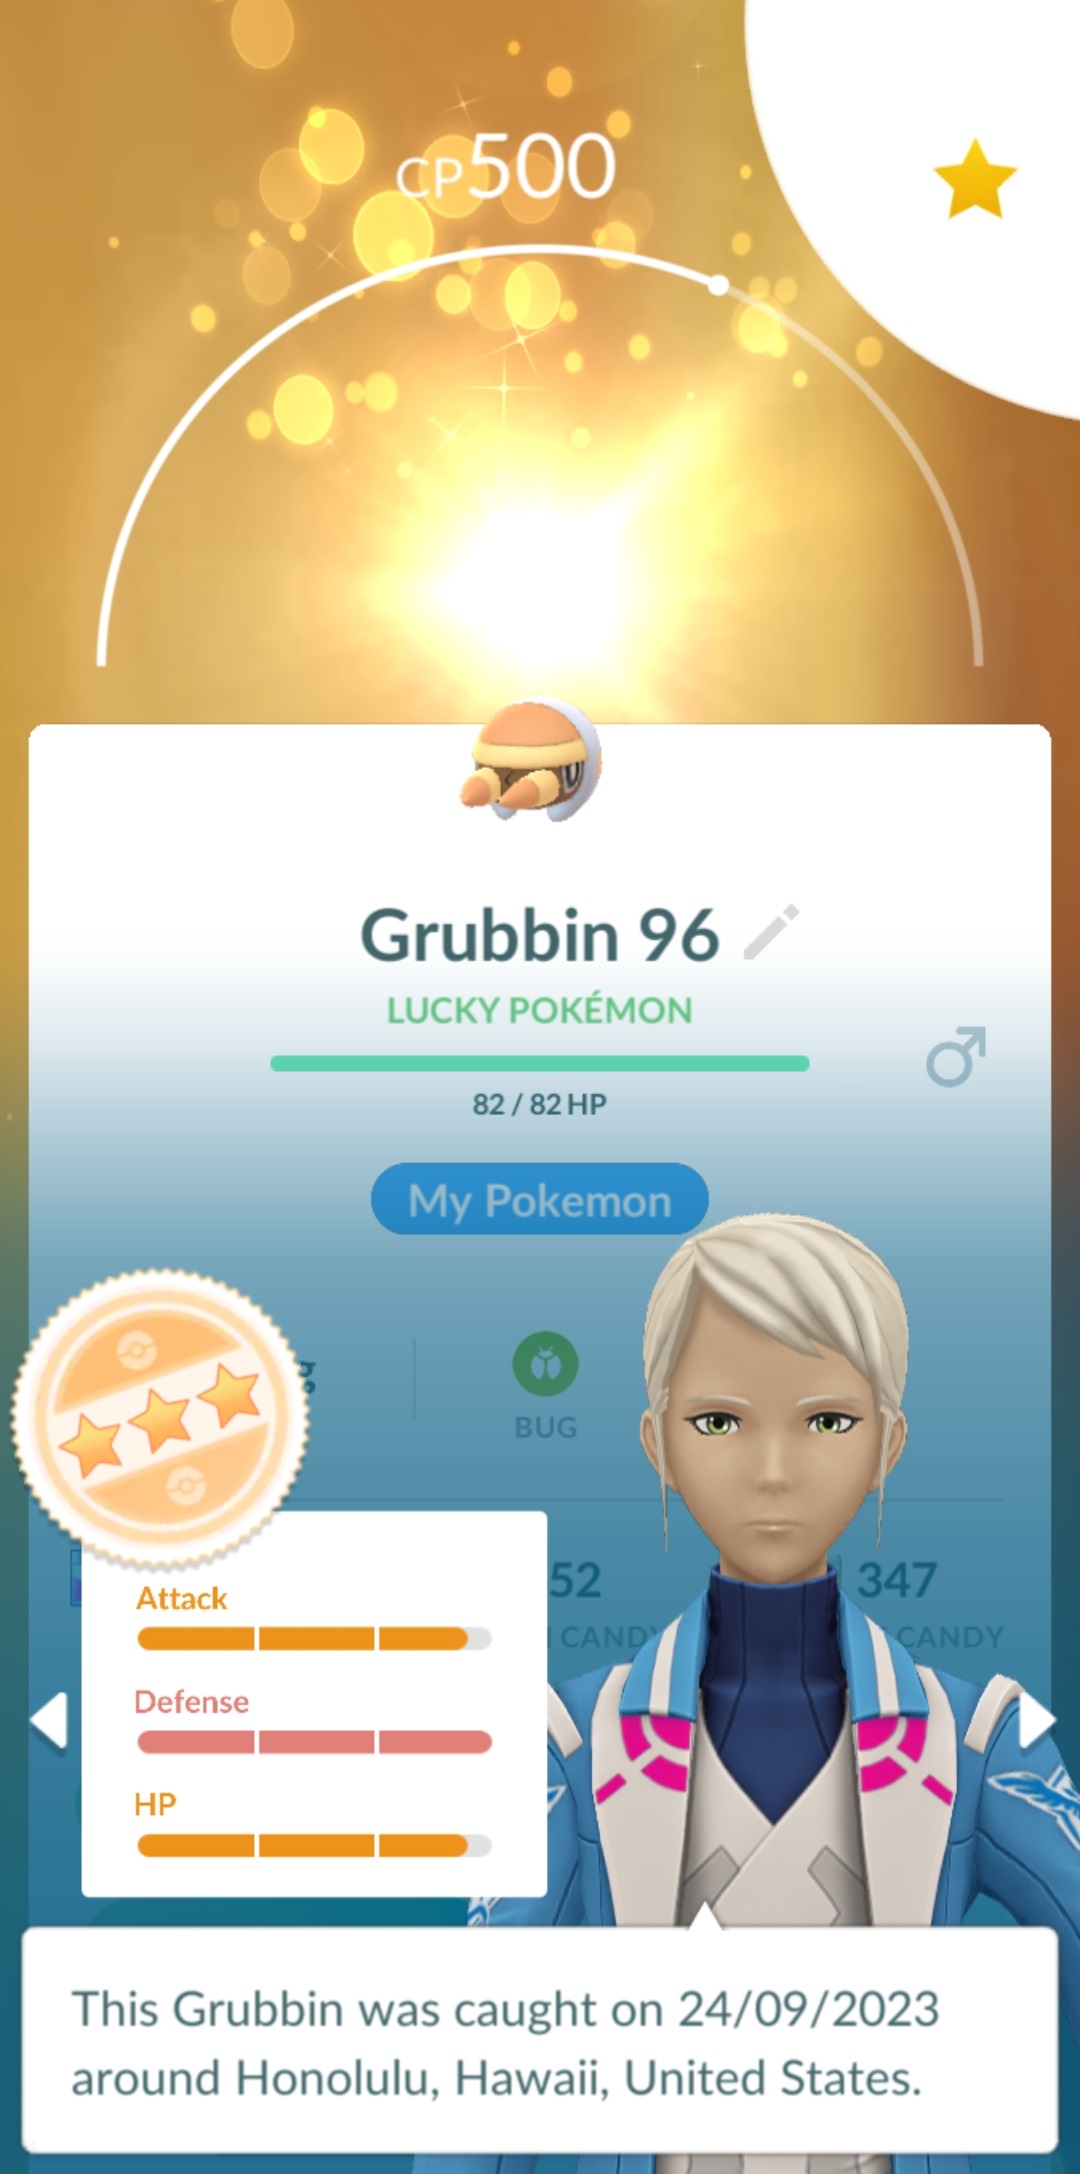 CP500
Grubbin 96
LUCKY POKÉMON
82 / 82 HP
My Pokemon
BUG
52
347
CANDY
CANDY
Attack
Defense
HP
This Grubbin was caught on 24/09/2023
around Honolulu, Hawaii, United States.